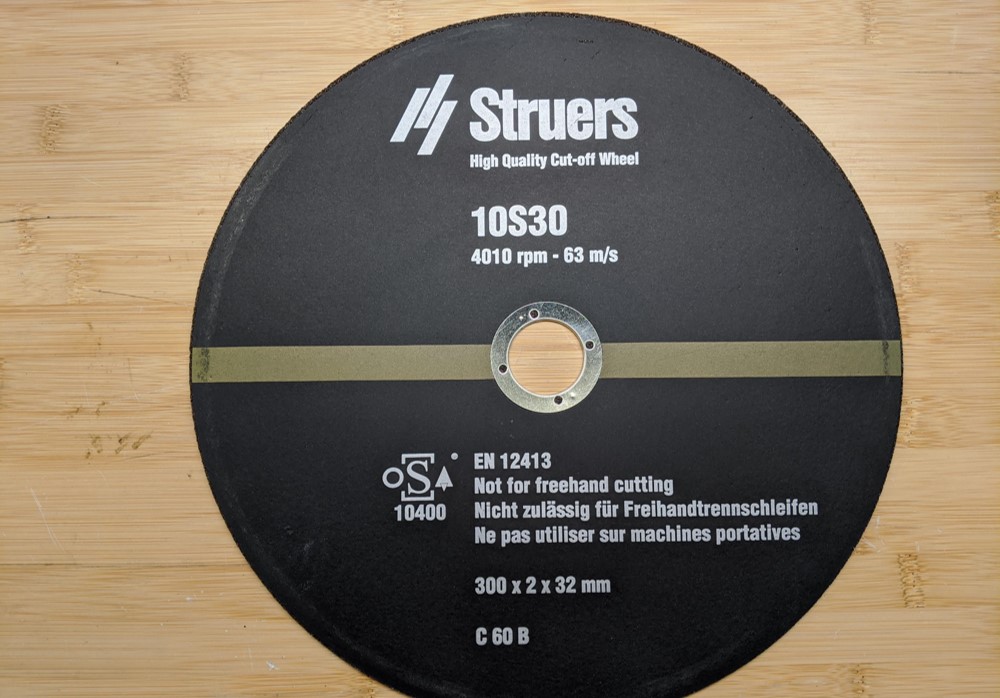 Struers
High Quality Cut-off Wheel
10S30
4010 rpm - 63 m/s
oSa
10400
EN 12413
Not for freehand cutting
Nicht zulässig für Freihandtrennschleifen
Ne pas utiliser sur machines portatives
300 x 2 x 32 mm
C 60 B